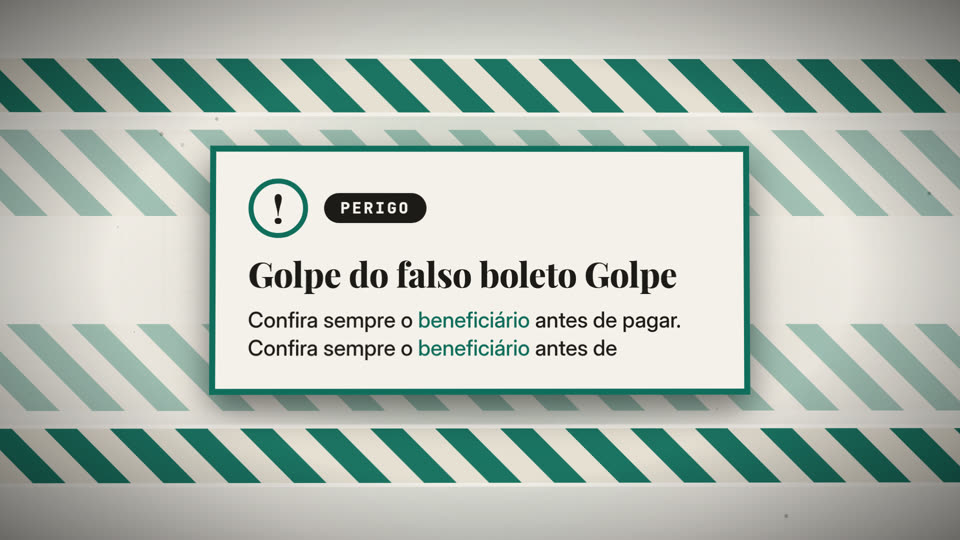 !
PERIGO
Golpe do falso boleto Golpe
Confira sempre o beneficiário antes de pagar.
Confira sempre o beneficiário antes de